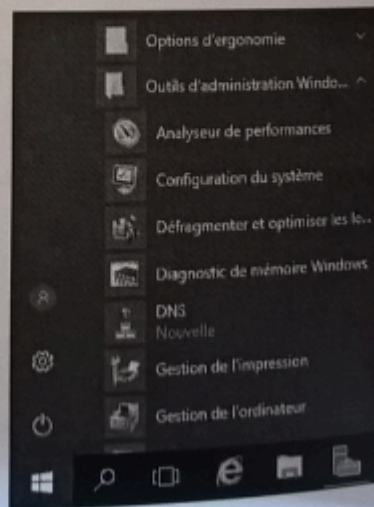 Options d'ergonomie
Outils d'administration Windo...
Analyseur de performances
Configuration du système
Défragmenter et optimiser les le...
Diagnostic de mémoire Windows
DNS
Nouvelle
Gestion de l'impression
Gestion de l'ordinateur